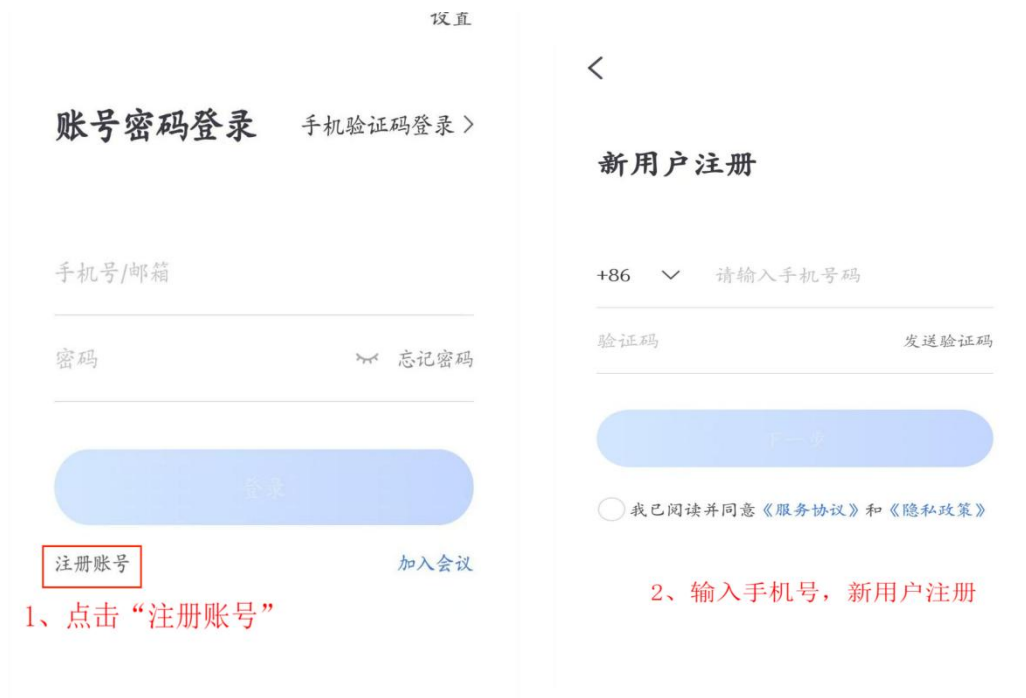 设置
账号密码登录
手机验证码登录
手机号/邮箱
密码
忘记密码
登录
注册账号
加入会议
1、点击“注册账号”
新用户注册
+86
请输入手机号码
验证码
发送验证码
下一步
我已阅读并同意《服务协议》和《隐私政策》
2、输入手机号，新用户注册